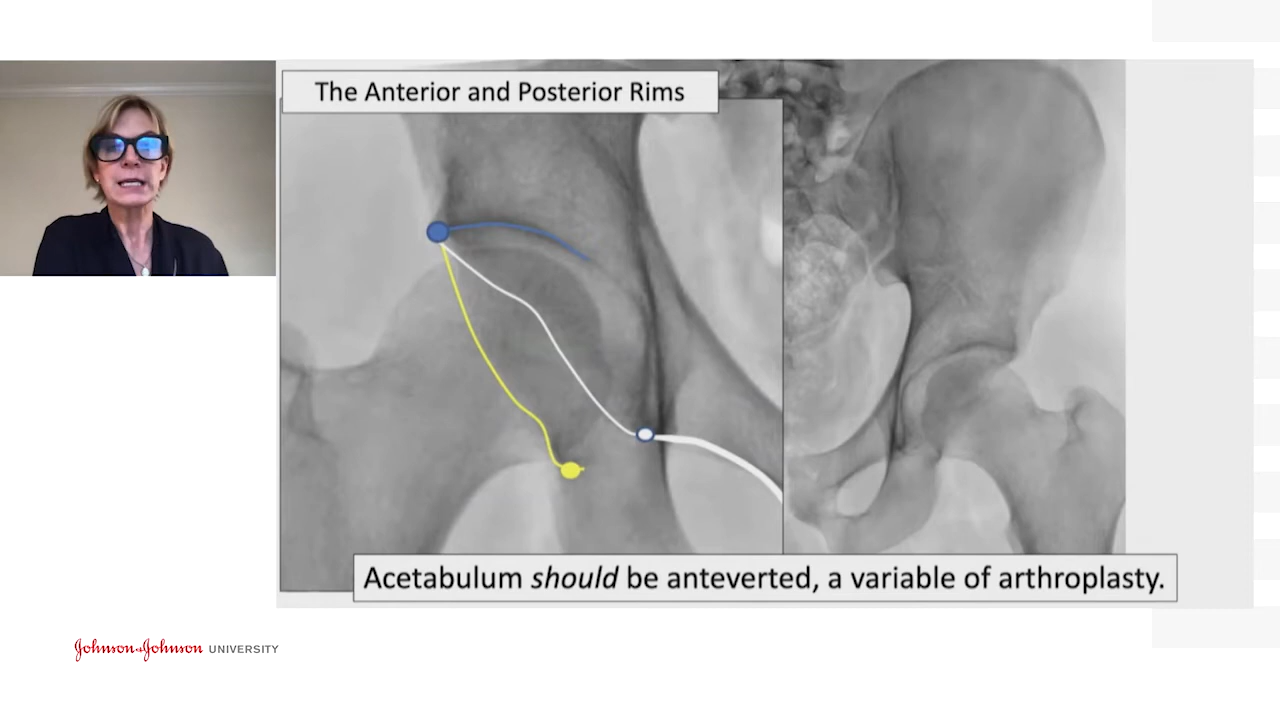 The Anterior and Posterior Rims
Acetabulum should be anteverted, a variable of arthroplasty.
Johnson&Johnson UNIVERSITY